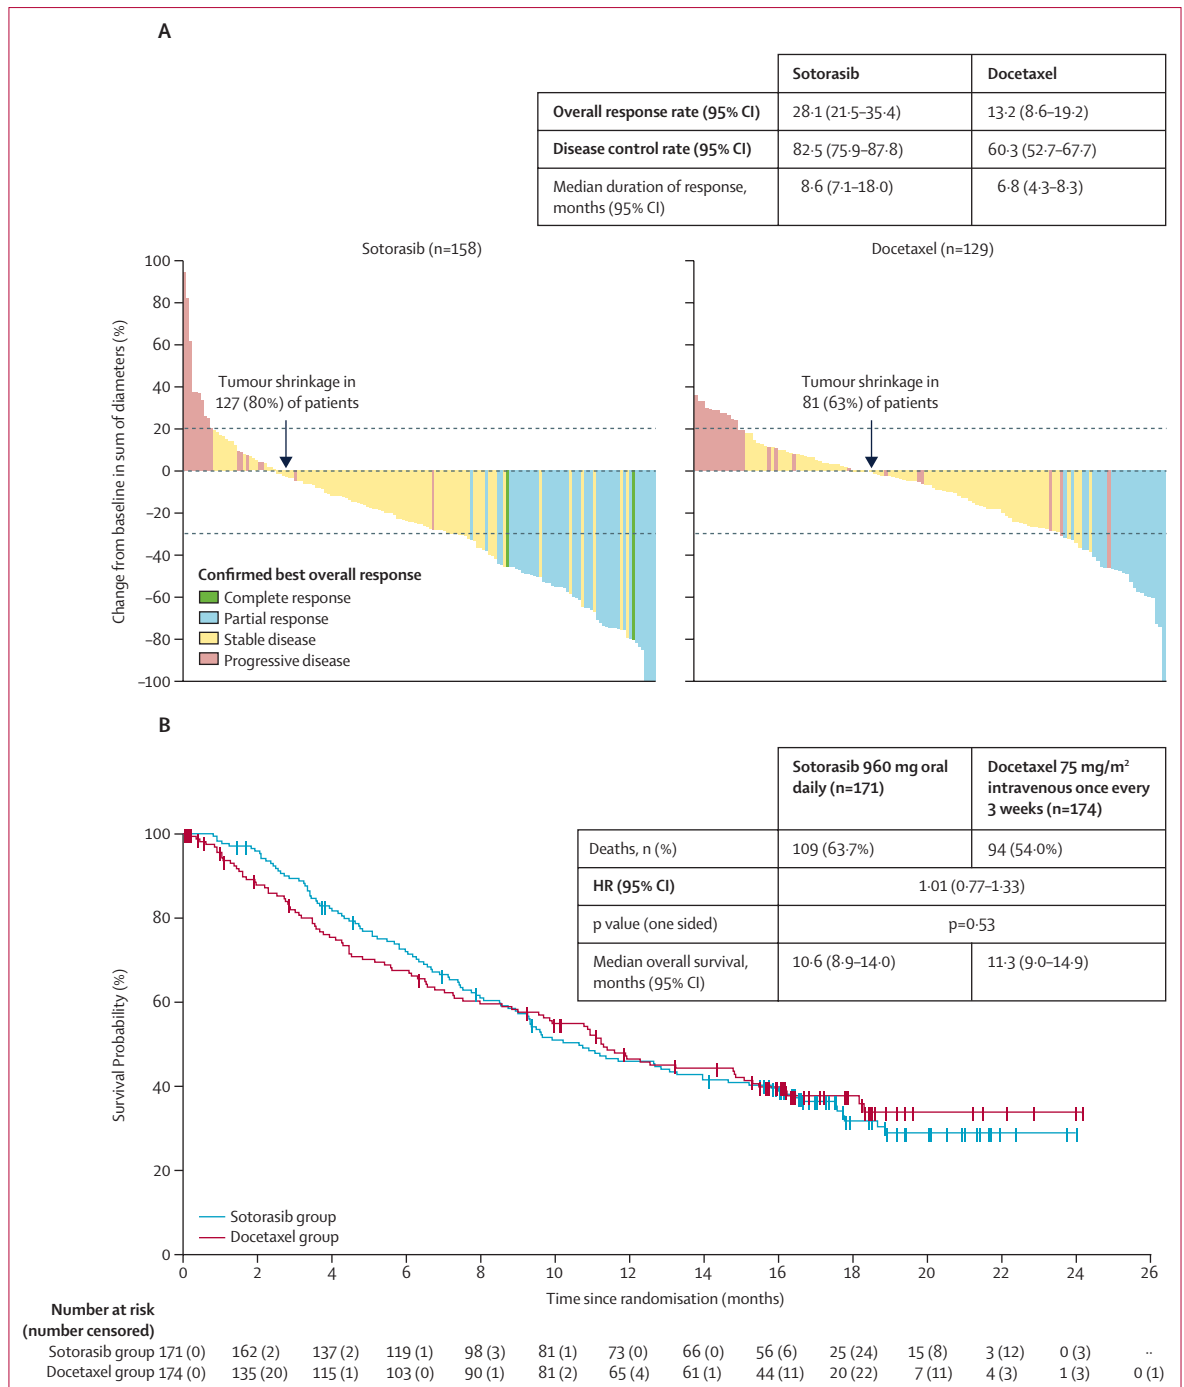 A
Sotorasib Docetaxel
Overall response rate (95% CI) 28·1 (21·5–35·4) 13·2 (8·6–19·2)
Disease control rate (95% CI) 82·5 (75·9–87·8) 60·3 (52·7–67·7)
Median duration of response, 8·6 (7·1–18·0) 6·8 (4·3–8·3)
months (95% CI)
Sotorasib (n=158) Docetaxel (n=129)
Change from baseline in sum of diameters (%)
100
80
60
40
20
0
–20
–40
–60
–80
–100
Tumour shrinkage in
127 (80%) of patients
Tumour shrinkage in
81 (63%) of patients
Confirmed best overall response
Complete response
Partial response
Stable disease
Progressive disease
B
Sotorasib 960 mg oral
daily (n=171)
Docetaxel 75 mg/m²
intravenous once every
3 weeks (n=174)
Deaths, n (%) 109 (63·7%) 94 (54·0%)
HR (95% CI) 1·01 (0·77–1·33)
p value (one sided) p=0·53
Median overall survival, 10·6 (8·9–14·0) 11·3 (9·0–14·9)
months (95% CI)
Survival Probability (%)
100
80
60
40
20
0
Sotorasib group
Docetaxel group
0 2 4 6 8 10 12 14 16 18 20 22 24 26
Time since randomisation (months)
Number at risk
(number censored)
Sotorasib group 171 (0) 162 (2) 137 (2) 119 (1) 98 (3) 81 (1) 73 (0) 66 (0) 56 (6) 25 (24) 15 (8) 3 (12) 0 (3) ··
Docetaxel group 174 (0) 135 (20) 115 (1) 103 (0) 90 (1) 81 (2) 65 (4) 61 (1) 44 (11) 20 (22) 7 (11) 4 (3) 1 (3) 0 (1)